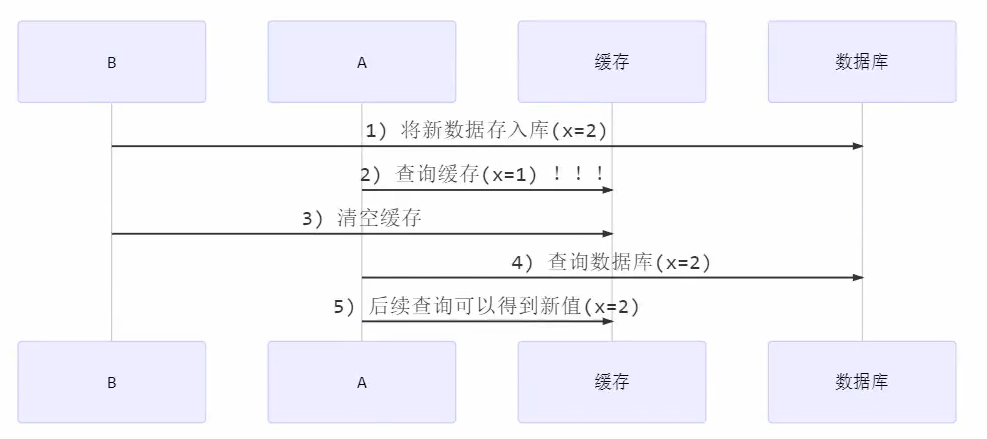 B
A
缓存
数据库
1) 将新数据存入库(x=2)
2) 查询缓存(x=1) ！！！
3) 清空缓存
4) 查询数据库(x=2)
5) 后续查询可以得到新值(x=2)
B
A
缓存
数据库